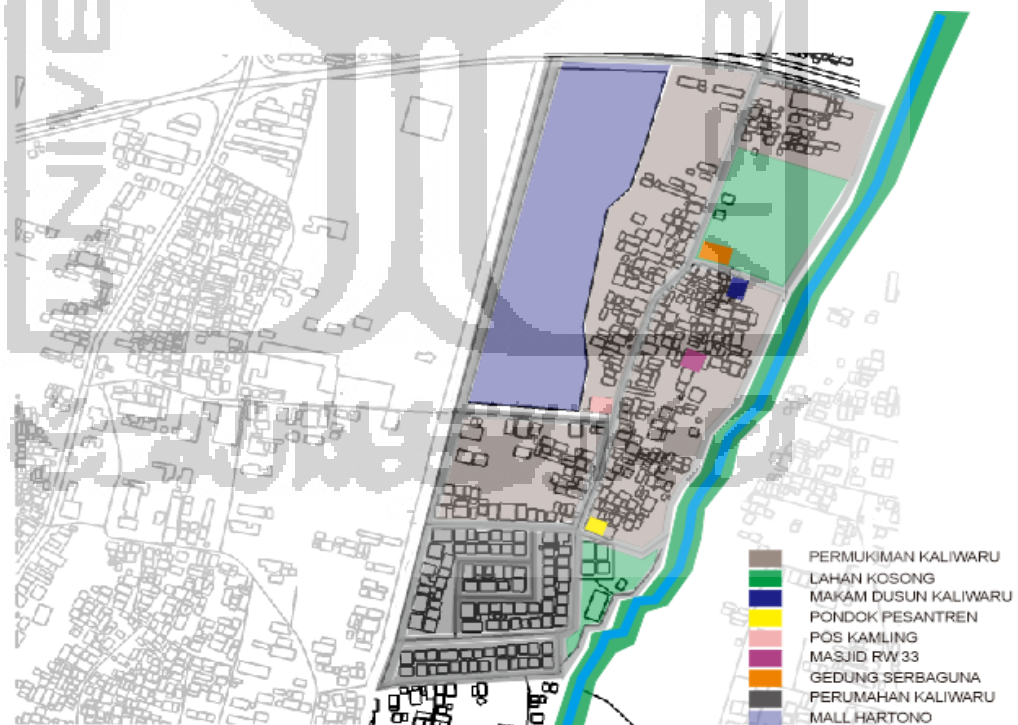 PERMUKIMAN KALIWARU
LAHAN KOSONG
MAKAM DUSUN KALIWARU
PONDOK PESANTREN
POS KAMLING
MASJID RW 33
GEDUNG SERBAGUNA
PERUMAHAN KALIWARU
MALL HARTONO